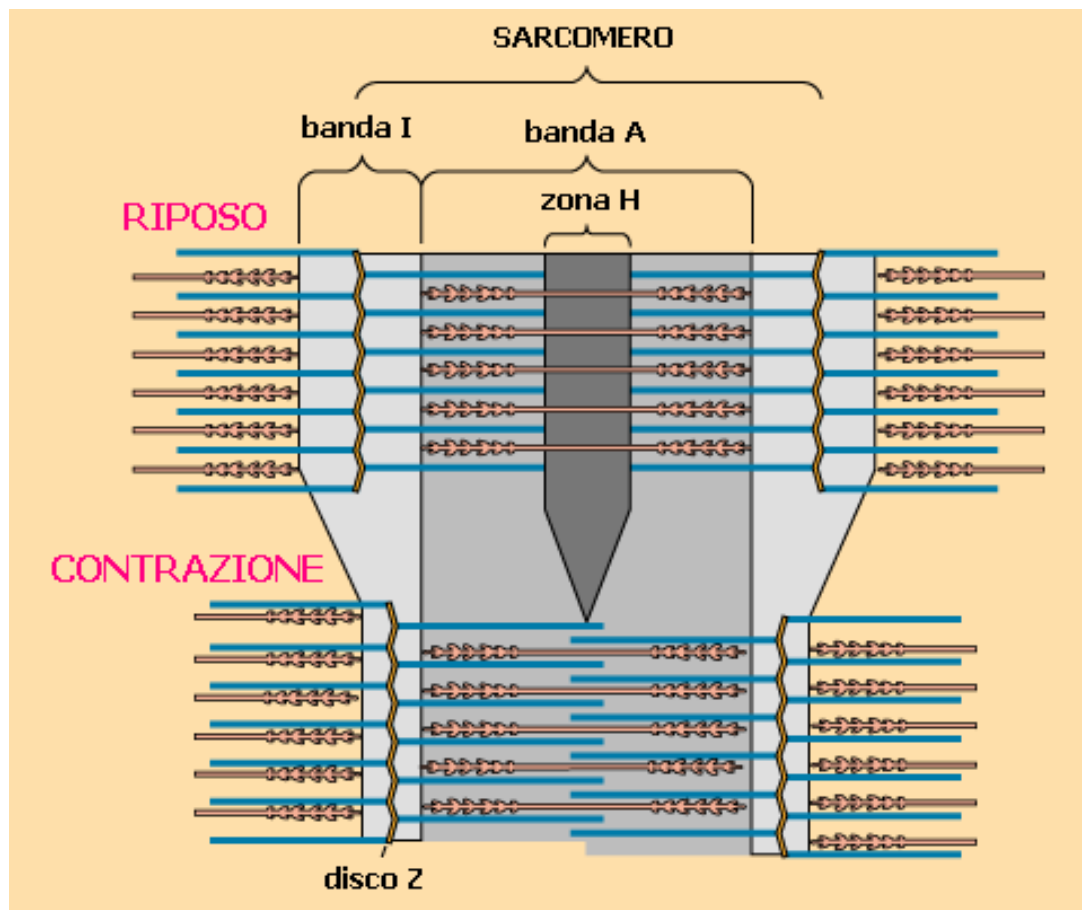 SARCOMERO
banda I
banda A
zona H
RIPOSO
CONTRAZIONE
disco Z